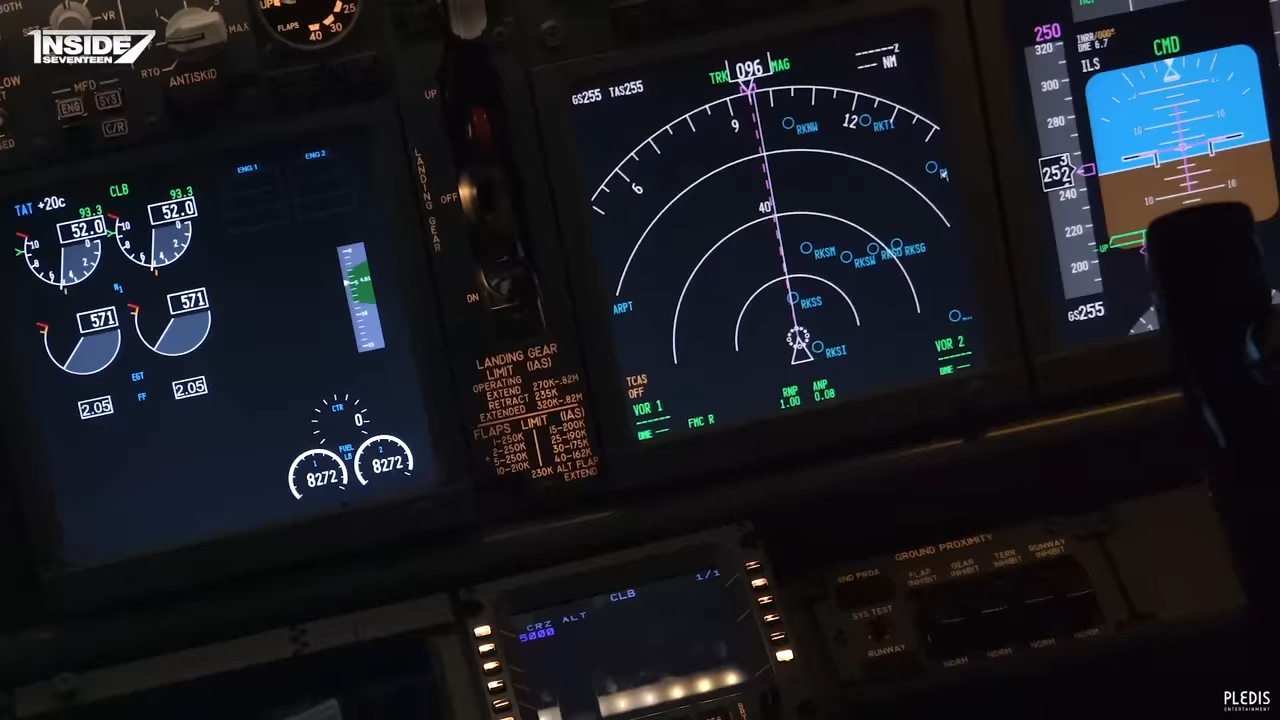 INSIDE
SEVENTEEN
VR
MAX
RTO
ANTISKID
FLAPS
25
30
40
MFD
ENG
SYS
C/R
UP
LANDING GEAR
OFF
DN
TAT +20c
CLB
93.3
93.3
52.0
52.0
N1
571
571
EGT
2.05
FF
2.05
ENG 1
ENG 2
CTR
0
FUEL
LB
1
8272
2
8272
LANDING GEAR
LIMIT (IAS)
OPERATING
EXTEND 270K-.82M
RETRACT 235K
EXTENDED 320K-.82M
FLAPS LIMIT (IAS)
1-250K 15-200K
2-250K 25-190K
5-250K 30-175K
10-210K 40-162K
230K ALT FLAP
EXTEND
GS255 TAS255
TRK 096 MAG
Z
NM
6
9
12
RKNW
RKTI
40
RKSM
RKSW
RKSO
RKSG
ARPT
RKSS
RKSI
TCAS
OFF
VOR 1
DME
FMC R
RNP
1.00
ANP
0.08
VOR 2
DME
250
DME 6.7
ILS
CMD
320
300
280
240
220
200
10
10
10
10
UP
GS255
CLB
1/1
CRZ ALT
5000
GROUND PROXIMITY
GND PROX
FLAP
INHIBIT
GEAR
INHIBIT
TERR
INHIBIT
RUNWAY
INHIBIT
SYS TEST
RUNWAY
NORM
NORM
NORM
NORM
PLEDIS
ENTERTAINMENT